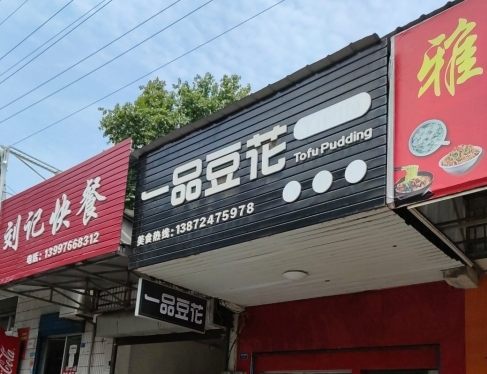 刻记快餐
电话: 13997668312
一品豆花
Tofu Pudding
美食热线: 13872475978
一品豆花
雅